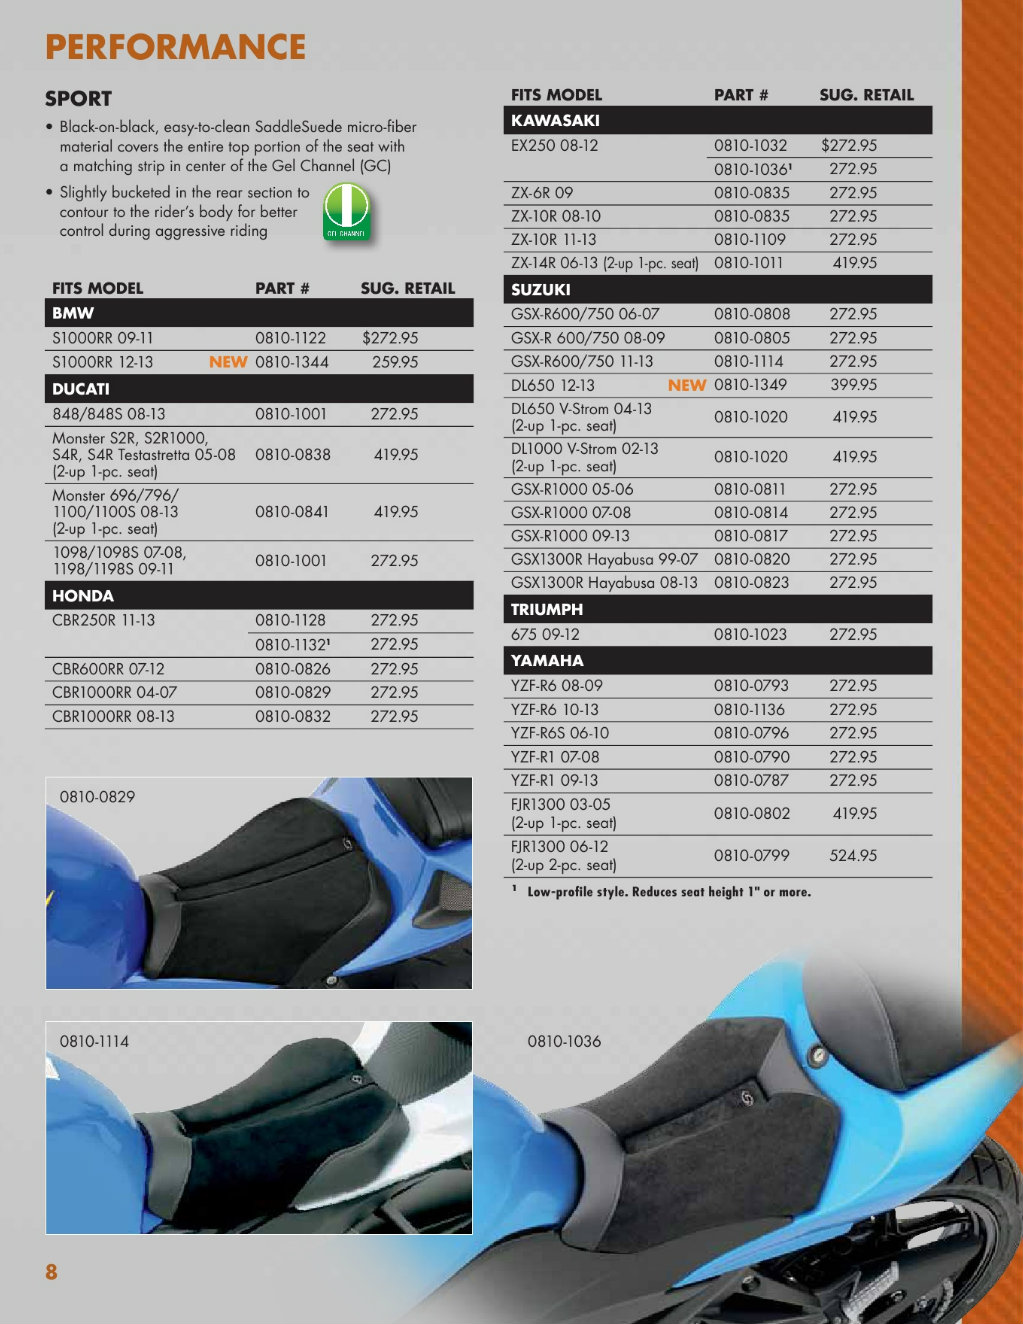 PERFORMANCE
SPORT
• Black-on-black, easy-to-clean SaddleSuede micro-fiber
material covers the entire top portion of the seat with
a matching strip in center of the Gel Channel (GC)
• Slightly bucketed in the rear section to
contour to the rider's body for better
control during aggressive riding
GEL CHANNEL
FITS MODEL PART # SUG. RETAIL
BMW
S1000RR 09-11 0810-1122 $272.95
S1000RR 12-13 NEW 0810-1344 259.95
DUCATI
848/848S 08-13 0810-1001 272.95
Monster S2R, S2R1000,
S4R, S4R Testastretta 05-08 0810-0838 419.95
(2-up 1-pc. seat)
Monster 696/796/
1100/1100S 08-13 0810-0841 419.95
(2-up 1-pc. seat)
1098/1098S 07-08,
1198/1198S 09-11 0810-1001 272.95
HONDA
CBR250R 11-13 0810-1128 272.95
0810-1132¹ 272.95
CBR600RR 07-12 0810-0826 272.95
CBR1000RR 04-07 0810-0829 272.95
CBR1000RR 08-13 0810-0832 272.95
FITS MODEL PART # SUG. RETAIL
KAWASAKI
EX250 08-12 0810-1032 $272.95
0810-1036¹ 272.95
ZX-6R 09 0810-0835 272.95
ZX-10R 08-10 0810-0835 272.95
ZX-10R 11-13 0810-1109 272.95
ZX-14R 06-13 (2-up 1-pc. seat) 0810-1011 419.95
SUZUKI
GSX-R600/750 06-07 0810-0808 272.95
GSX-R 600/750 08-09 0810-0805 272.95
GSX-R600/750 11-13 0810-1114 272.95
DL650 12-13 NEW 0810-1349 399.95
DL650 V-Strom 04-13
(2-up 1-pc. seat) 0810-1020 419.95
DL1000 V-Strom 02-13
(2-up 1-pc. seat) 0810-1020 419.95
GSX-R1000 05-06 0810-0811 272.95
GSX-R1000 07-08 0810-0814 272.95
GSX-R1000 09-13 0810-0817 272.95
GSX1300R Hayabusa 99-07 0810-0820 272.95
GSX1300R Hayabusa 08-13 0810-0823 272.95
TRIUMPH
675 09-12 0810-1023 272.95
YAMAHA
YZF-R6 08-09 0810-0793 272.95
YZF-R6 10-13 0810-1136 272.95
YZF-R6S 06-10 0810-0796 272.95
YZF-R1 07-08 0810-0790 272.95
YZF-R1 09-13 0810-0787 272.95
FJR1300 03-05
(2-up 1-pc. seat) 0810-0802 419.95
FJR1300 06-12
(2-up 2-pc. seat) 0810-0799 524.95
¹ Low-profile style. Reduces seat height 1" or more.
0810-0829
0810-1114
0810-1036
8